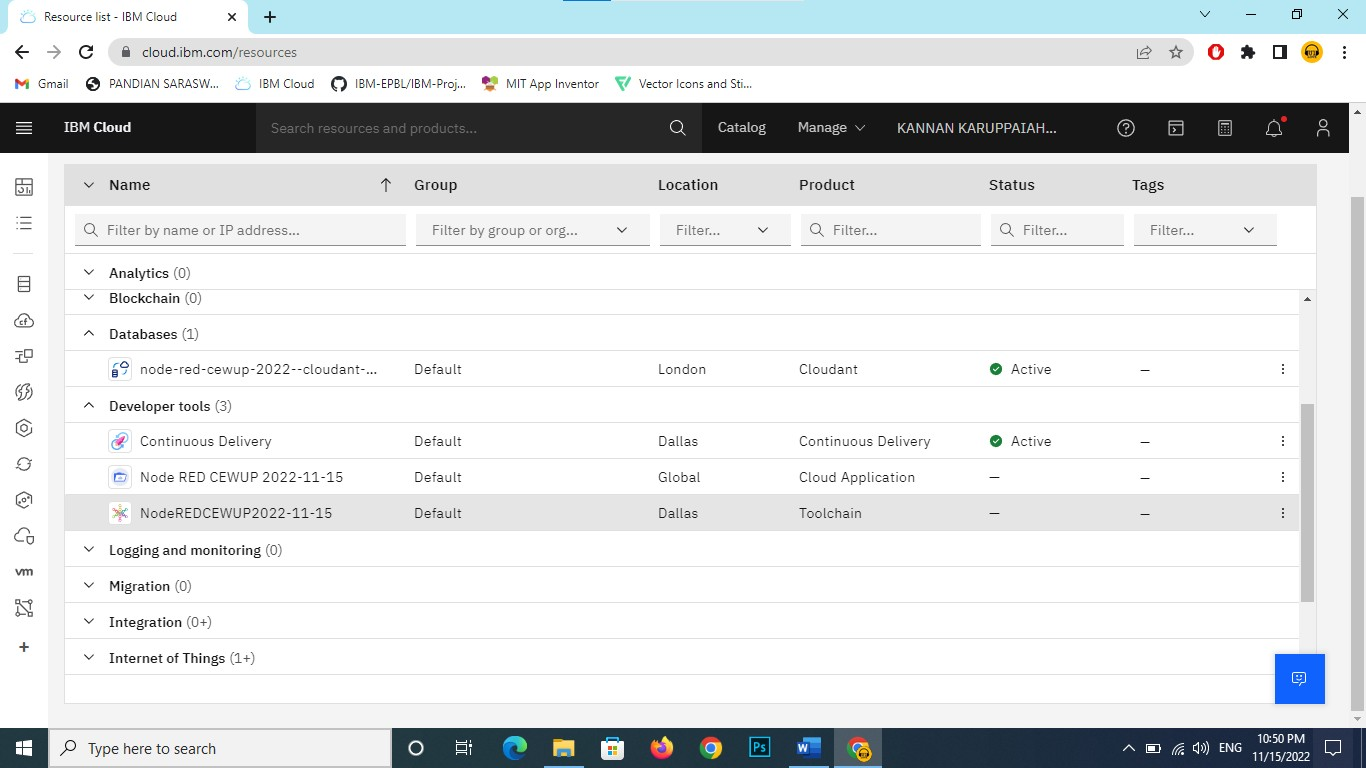 Resource list - IBM Cloud
cloud.ibm.com/resources
Gmail PANDIAN SARASW... IBM Cloud IBM-EPBL/IBM-Proj... MIT App Inventor Vector Icons and Sti...
IBM Cloud Search resources and products... Catalog Manage KANNAN KARUPPAIAH...
Name Group Location Product Status Tags
Filter by name or IP address... Filter by group or org... Filter... Filter... Filter... Filter...
Analytics (0)
Blockchain (0)
Databases (1)
node-red-cewup-2022--cloudant-... Default London Cloudant Active –
Developer tools (3)
Continuous Delivery Default Dallas Continuous Delivery Active –
Node RED CEWUP 2022-11-15 Default Global Cloud Application – –
NodeREDCEWUP2022-11-15 Default Dallas Toolchain – –
Logging and monitoring (0)
Migration (0)
Integration (0+)
Internet of Things (1+)
vm
Type here to search Ps W ENG 10:50 PM
11/15/2022